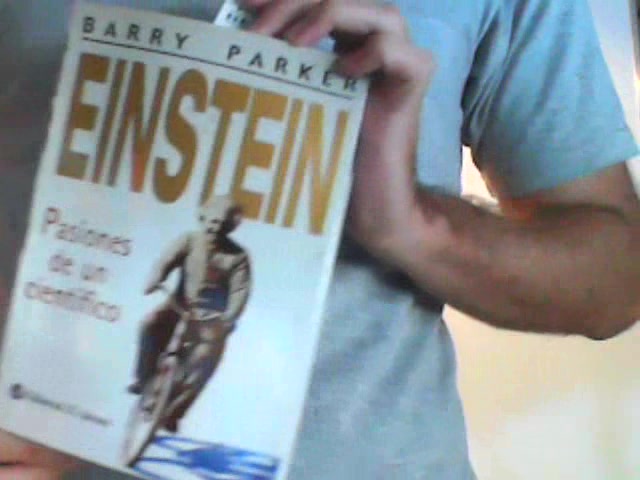 BARRY PARKER
EINSTEIN
Pasiones
de un
científico